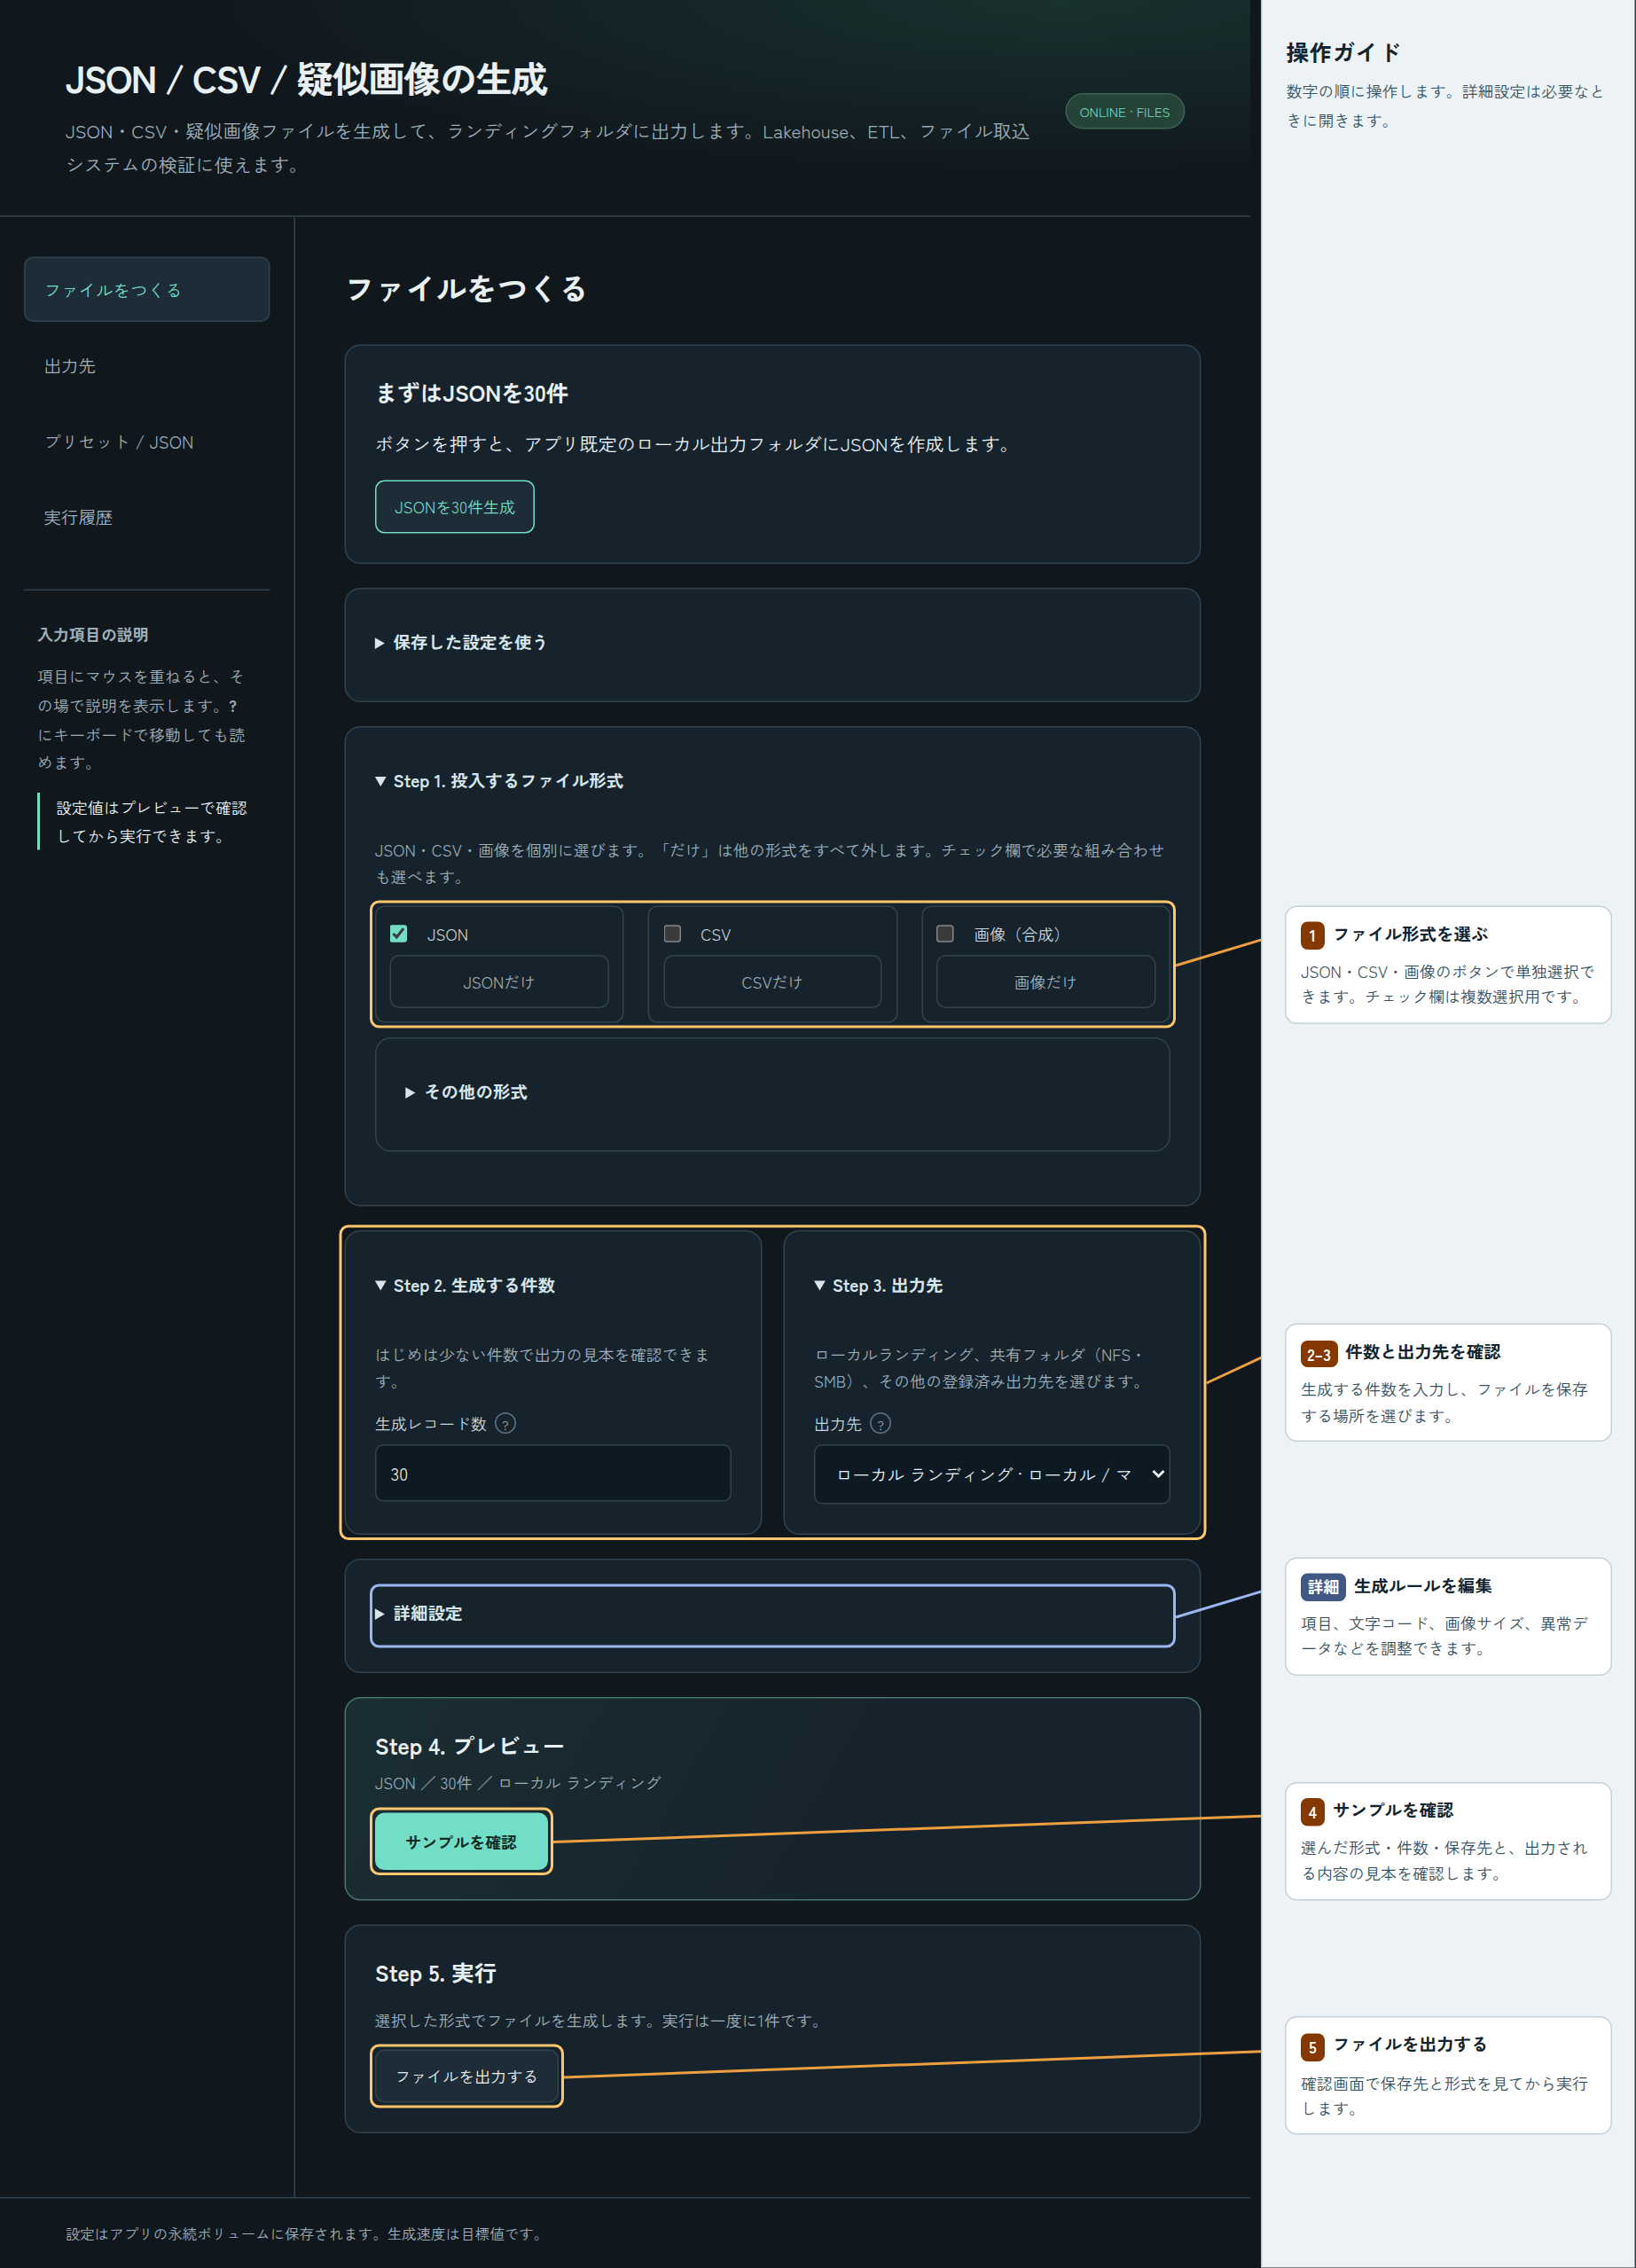 JSON / CSV / 疑似画像の生成
JSON・CSV・疑似画像ファイルを生成して、ランディングフォルダに出力します。Lakehouse、ETL、ファイル取込
システムの検証に使えます。
ONLINE · FILES
ファイルをつくる
出力先
プリセット / JSON
実行履歴
入力項目の説明
項目にマウスを重ねると、そ
の場で説明を表示します。?
にキーボードで移動しても読
めます。
設定値はプレビューで確認
してから実行できます。
ファイルをつくる
まずはJSONを30件
ボタンを押すと、アプリ既定のローカル出力フォルダにJSONを作成します。
JSONを30件生成
▶ 保存した設定を使う
▼ Step 1. 投入するファイル形式
JSON・CSV・画像を個別に選びます。「だけ」は他の形式をすべて外します。チェック欄で必要な組み合わせ
も選べます。
JSON
JSONだけ
CSV
CSVだけ
画像（合成）
画像だけ
▶ その他の形式
▼ Step 2. 生成する件数
はじめは少ない件数で出力の見本を確認できま
す。
生成レコード数 ?
30
▼ Step 3. 出力先
ローカルランディング、共有フォルダ（NFS・
SMB）、その他の登録済み出力先を選びます。
出力先 ?
ローカル ランディング · ローカル / マ
▶ 詳細設定
Step 4. プレビュー
JSON ／ 30件 ／ ローカル ランディング
サンプルを確認
Step 5. 実行
選択した形式でファイルを生成します。実行は一度に1件です。
ファイルを出力する
設定はアプリの永続ボリュームに保存されます。生成速度は目標値です。
操作ガイド
数字の順に操作します。詳細設定は必要なと
きに開きます。
1 ファイル形式を選ぶ
JSON・CSV・画像のボタンで単独選択で
きます。チェック欄は複数選択用です。
2–3 件数と出力先を確認
生成する件数を入力し、ファイルを保存
する場所を選びます。
詳細 生成ルールを編集
項目、文字コード、画像サイズ、異常デ
ータなどを調整できます。
4 サンプルを確認
選んだ形式・件数・保存先と、出力され
る内容の見本を確認します。
5 ファイルを出力する
確認画面で保存先と形式を見てから実行
します。